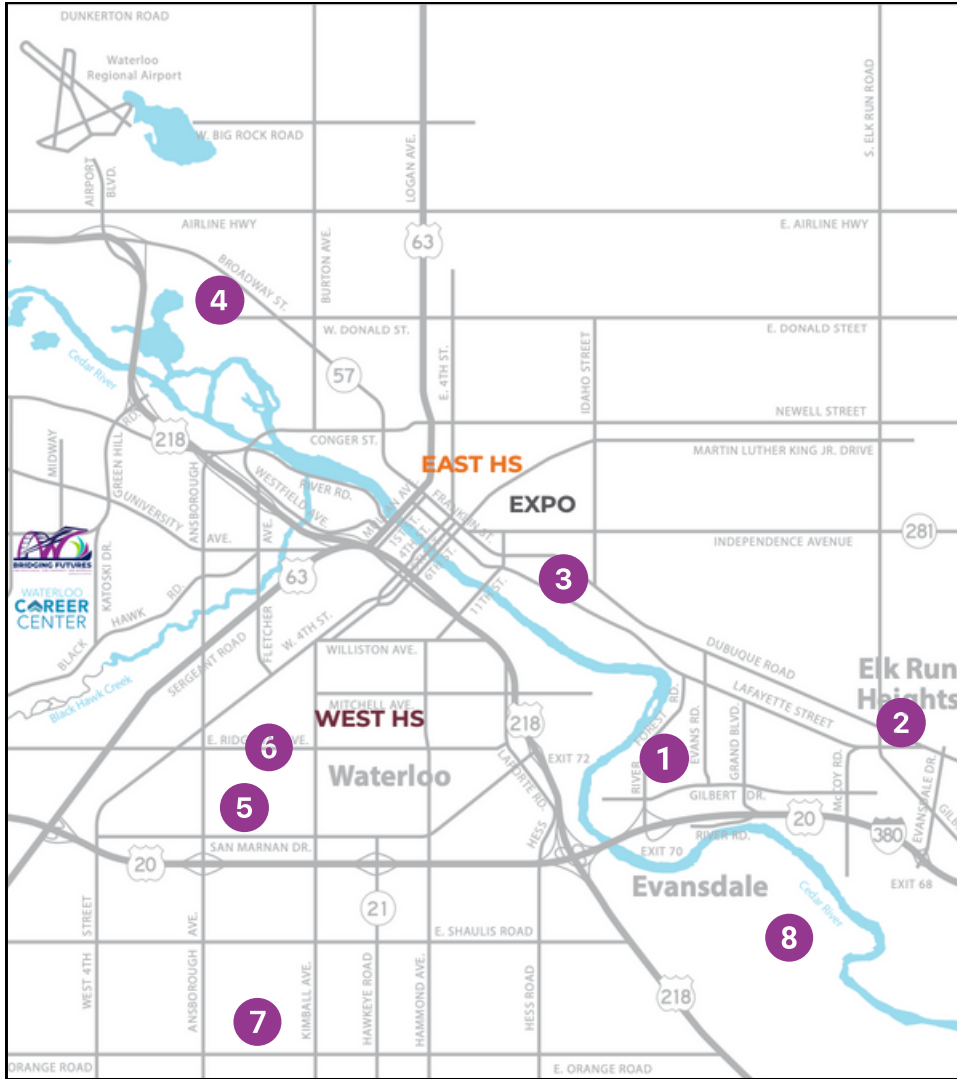 DUNKERTON ROAD
Waterloo
Regional Airport
W. BIG ROCK ROAD
S. ELK RUN ROAD
LOGAN AVE.
AIRPORT
BLVD.
AIRLINE HWY
E. AIRLINE HWY
63
BROADWAY ST.
BURTON AVE.
4
W. DONALD ST.
E. DONALD STEET
Cedar River
57
E. 4TH ST.
IDAHO STREET
NEWELL STREET
218
CONGER ST.
MARTIN LUTHER KING JR. DRIVE
MIDWAY
GREEN HILL
RD.
ANSBOROUGH
EAST HS
WESTFIELD AVE.
RIVER RD.
EXPO
FRANKLIN ST.
UNIVERSITY
AVE.
AVE.
1ST ST.
4TH ST.
6TH ST.
INDEPENDENCE AVENUE
281
W
BRIDGING FUTURES
KATOSKI DR.
63
3
11TH ST.
WATERLOO
CAREER
CENTER
BLACK
HAWK
RD.
FLETCHER
W. 4TH ST.
WILLISTON AVE.
DUBUQUE ROAD
SERGEANT ROAD
Black Hawk Creek
Elk Run
Heights
LAFAYETTE STREET
MITCHELL AVE.
WEST HS
218
RIVER
FOREST
RD.
EVANS RD.
GRAND BLVD.
2
6
Waterloo
EXIT 72
1
LAPORTE RD.
McCOY RD.
EVANSDALE DR.
5
GILBERT DR.
HESS
RIVER RD.
20
380
SAN MARNAN DR.
20
EXIT 70
EXIT 68
Evansdale
Cedar River
21
WEST 4TH
STREET
ANSBOROUGH
AVE.
E. SHAULIS ROAD
8
KIMBALL AVE.
HAWKEYE ROAD
HAMMOND AVE.
HESS ROAD
218
7
ORANGE ROAD
E. ORANGE ROAD